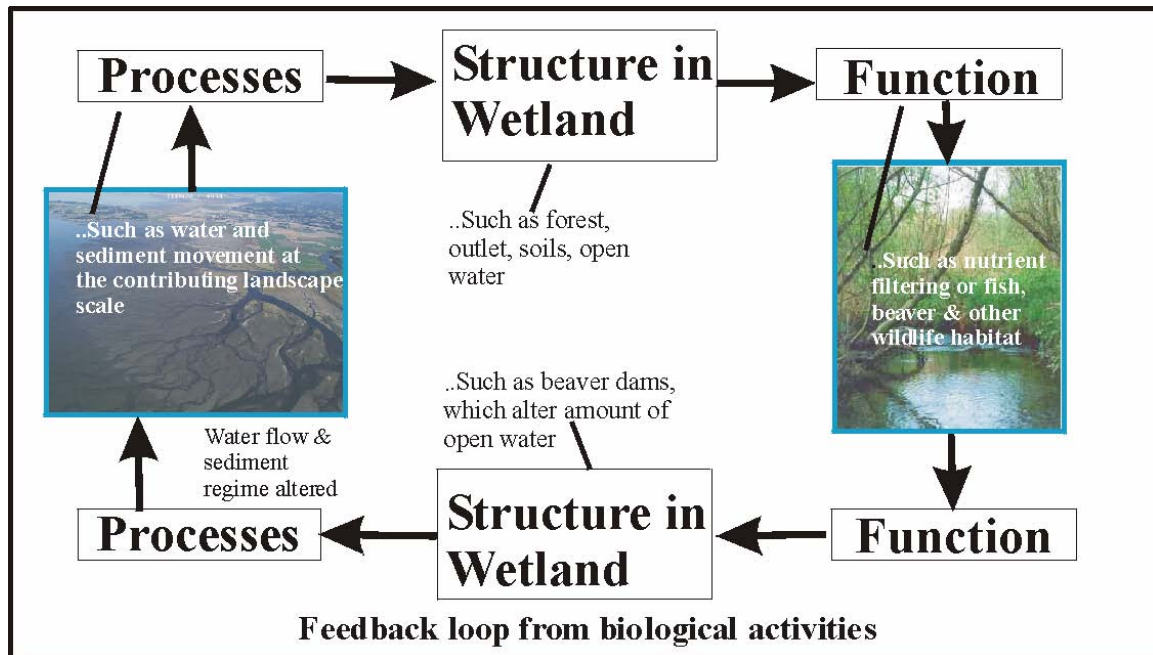 Processes
Structure in
Wetland
Function
..Such as water and
sediment movement at
the contributing landscape
scale
..Such as forest,
outlet, soils, open
water
..Such as nutrient
filtering or fish,
beaver & other
wildlife habitat
..Such as beaver dams,
which alter amount of
open water
Water flow &
sediment
regime altered
Processes
Structure in
Wetland
Function
Feedback loop from biological activities